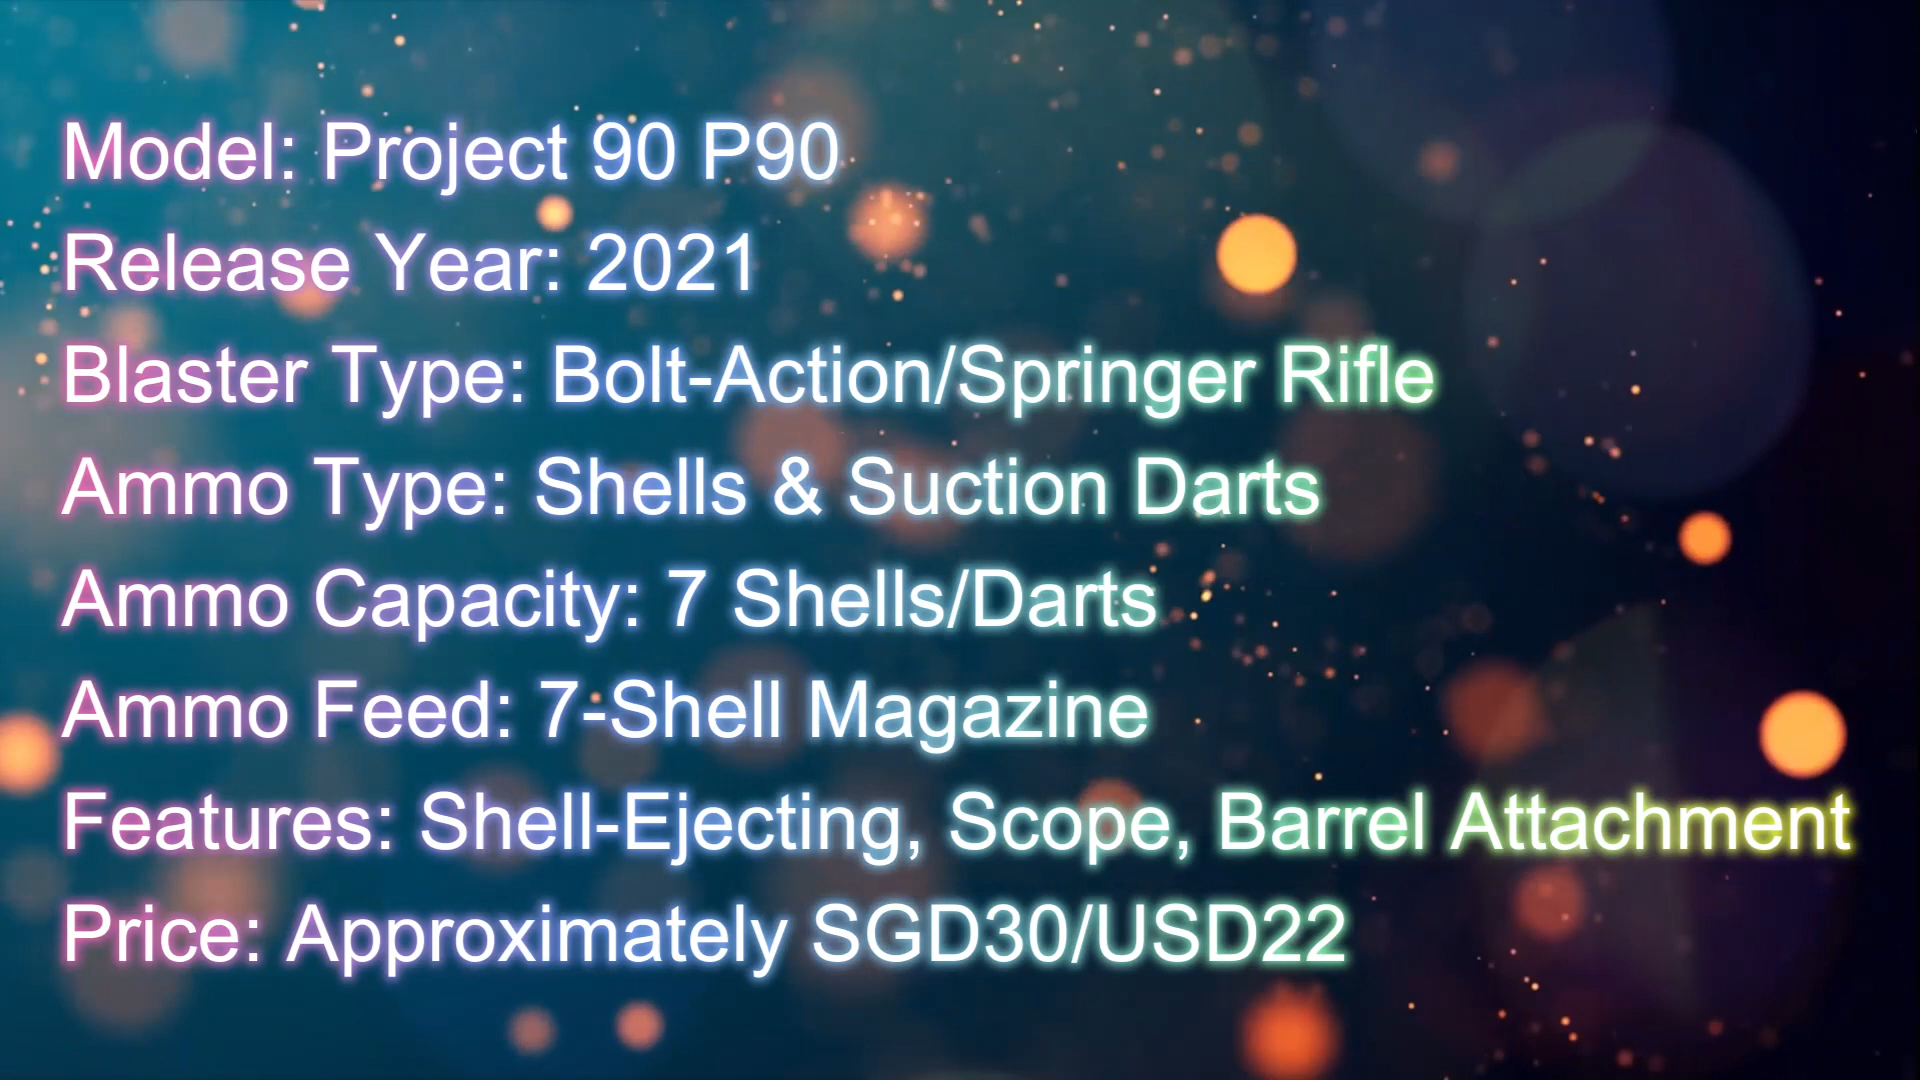 Model: Project 90 P90
Release Year: 2021
Blaster Type: Bolt-Action/Springer Rifle
Ammo Type: Shells & Suction Darts
Ammo Capacity: 7 Shells/Darts
Ammo Feed: 7-Shell Magazine
Features: Shell-Ejecting, Scope, Barrel Attachment
Price: Approximately SGD30/USD22